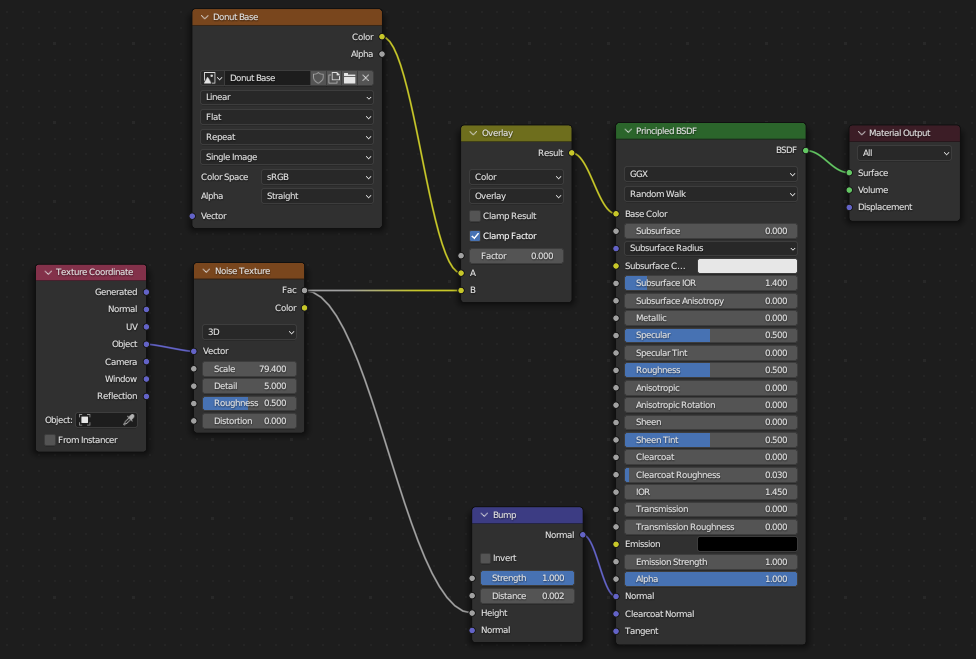 Donut Base
Color
Alpha
Donut Base
Linear
Flat
Repeat
Single Image
Color Space sRGB
Alpha Straight
Vector
Texture Coordinate
Generated
Normal
UV
Object
Camera
Window
Reflection
Object:
From Instancer
Noise Texture
Fac
Color
3D
Vector
Scale 79.400
Detail 5.000
Roughness 0.500
Distortion 0.000
Overlay
Result
Color
Overlay
Clamp Result
Clamp Factor
Factor 0.000
A
B
Bump
Normal
Invert
Strength 1.000
Distance 0.002
Height
Normal
Principled BSDF
BSDF
GGX
Random Walk
Base Color
Subsurface 0.000
Subsurface Radius
Subsurface C...
Subsurface IOR 1.400
Subsurface Anisotropy 0.000
Metallic 0.000
Specular 0.500
Specular Tint 0.000
Roughness 0.500
Anisotropic 0.000
Anisotropic Rotation 0.000
Sheen 0.000
Sheen Tint 0.500
Clearcoat 0.000
Clearcoat Roughness 0.030
IOR 1.450
Transmission 0.000
Transmission Roughness 0.000
Emission
Emission Strength 1.000
Alpha 1.000
Normal
Clearcoat Normal
Tangent
Material Output
All
Surface
Volume
Displacement